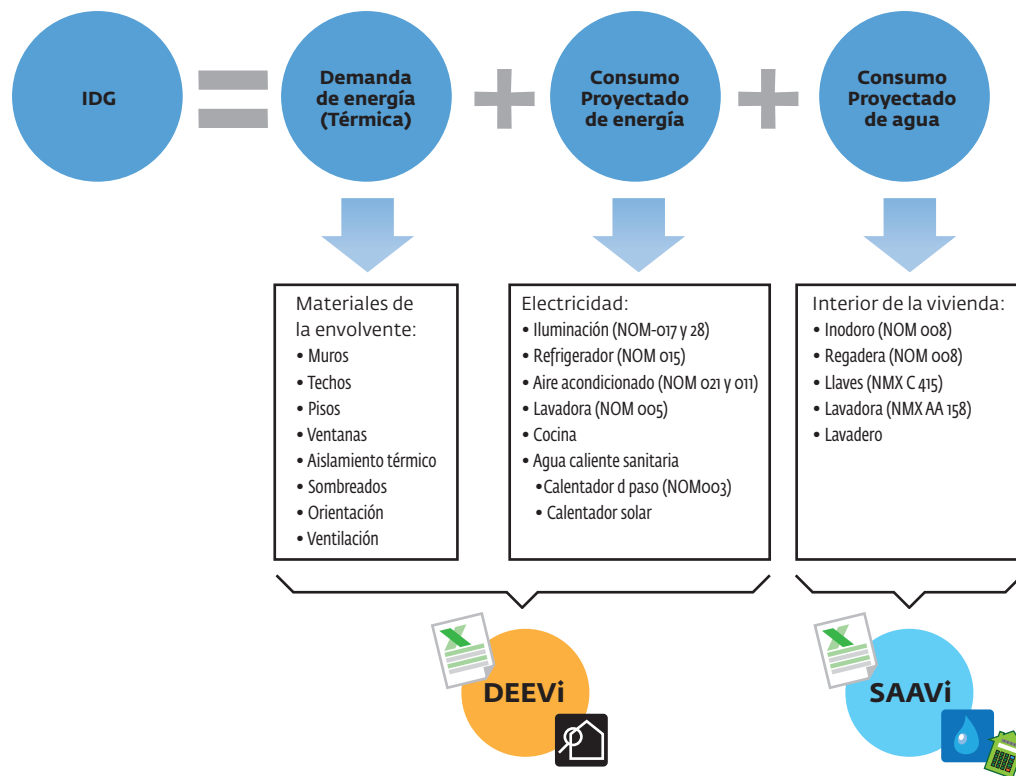 IDG
Demanda
de energía
(Térmica)
Consumo
Proyectado
de energía
Consumo
Proyectado
de agua
Materiales de
la envolvente:
• Muros
• Techos
• Pisos
• Ventanas
• Aislamiento térmico
• Sombreados
• Orientación
• Ventilación
Electricidad:
• Iluminación (NOM-017 y 28)
• Refrigerador (NOM 015)
• Aire acondicionado (NOM 021 y 011)
• Lavadora (NOM 005)
• Cocina
• Agua caliente sanitaria
•Calentador d paso (NOM003)
• Calentador solar
Interior de la vivienda:
• Inodoro (NOM 008)
• Regadera (NOM 008)
• Llaves (NMX C 415)
• Lavadora (NMX AA 158)
• Lavadero
DEEVi
SAAVi